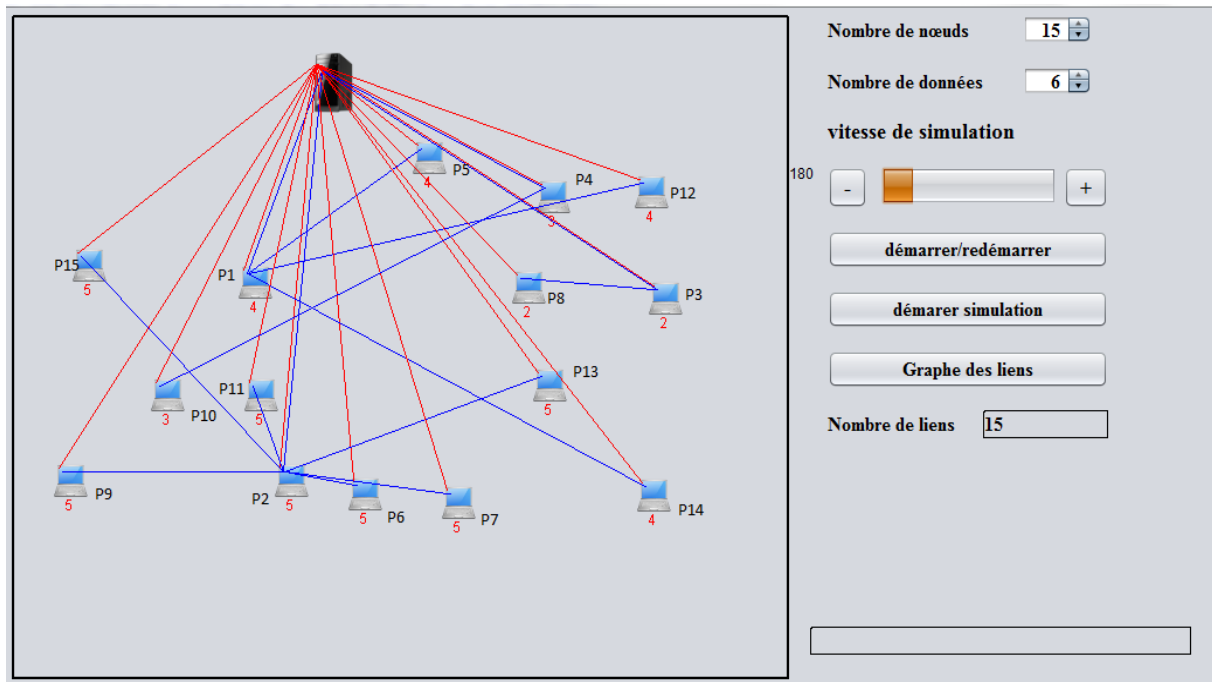 Nombre de nœuds 15
Nombre de données 6
vitesse de simulation
180
- +
démarrer/redémarrer
démarer simulation
Graphe des liens
Nombre de liens 15
P5
4
P4
3
P12
4
P15
5
P1
4
P8
2
P3
2
P10
3
P11
5
P13
5
P9
5
P2
5
P6
5
P7
5
P14
4